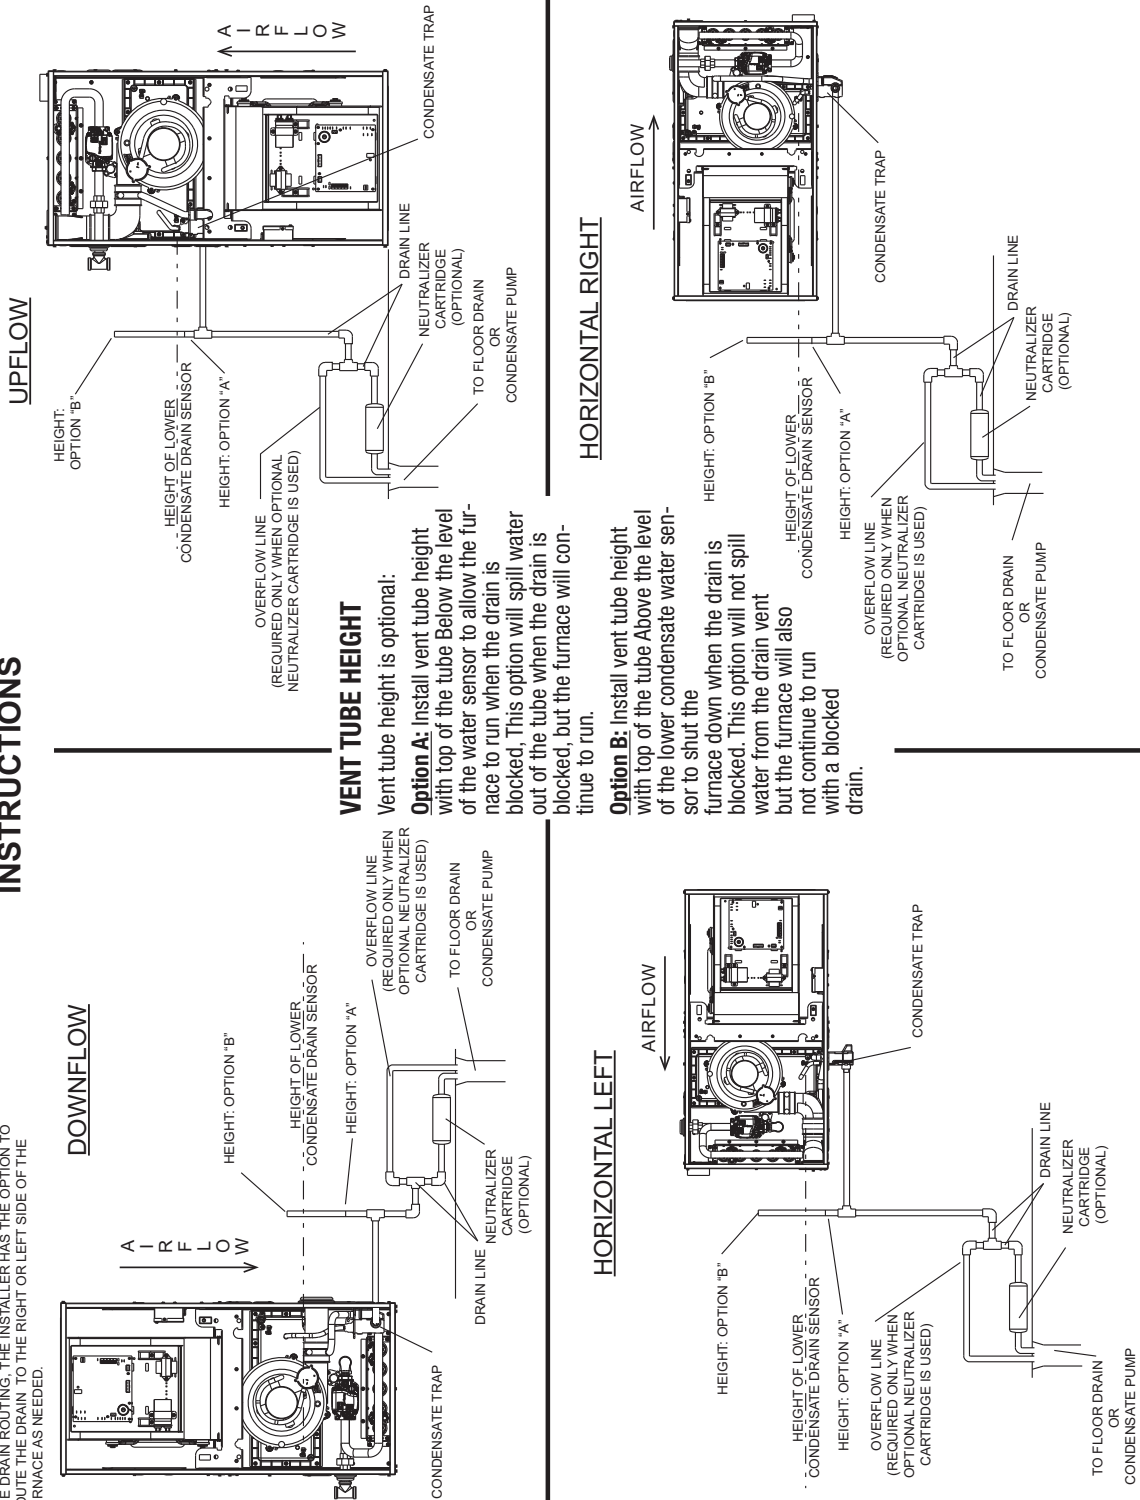 INSTRUCTIONS
E DRAIN ROUTING, THE INSTALLER HAS THE OPTION TO
UTE THE DRAIN TO THE RIGHT OR LEFT SIDE OF THE
RNACE AS NEEDED.
DOWNFLOW
AIRFLOW
HEIGHT: OPTION "B"
HEIGHT OF LOWER
CONDENSATE DRAIN SENSOR
HEIGHT: OPTION "A"
OVERFLOW LINE
(REQUIRED ONLY WHEN
OPTIONAL NEUTRALIZER
CARTRIDGE IS USED)
TO FLOOR DRAIN
OR
CONDENSATE PUMP
CONDENSATE TRAP
DRAIN LINE
NEUTRALIZER
CARTRIDGE
(OPTIONAL)
UPFLOW
AIRFLOW
HEIGHT:
OPTION "B"
HEIGHT OF LOWER
CONDENSATE DRAIN SENSOR
HEIGHT: OPTION "A"
OVERFLOW LINE
(REQUIRED ONLY WHEN OPTIONAL
NEUTRALIZER CARTRIDGE IS USED)
CONDENSATE TRAP
DRAIN LINE
NEUTRALIZER
CARTRIDGE
(OPTIONAL)
TO FLOOR DRAIN
OR
CONDENSATE PUMP
VENT TUBE HEIGHT
Vent tube height is optional:
Option A: Install vent tube height
with top of the tube Below the level
of the water sensor to allow the fur-
nace to run when the drain is
blocked, This option will spill water
out of the tube when the drain is
blocked, but the furnace will con-
tinue to run.
Option B: Install vent tube height
with top of the tube Above the level
of the lower condensate water sen-
sor to shut the
furnace down when the drain is
blocked. This option will not spill
water from the drain vent
but the furnace will also
not continue to run
with a blocked
drain.
HORIZONTAL LEFT
AIRFLOW
HEIGHT: OPTION "B"
HEIGHT OF LOWER
CONDENSATE DRAIN SENSOR
HEIGHT: OPTION "A"
OVERFLOW LINE
(REQUIRED ONLY WHEN
OPTIONAL NEUTRALIZER
CARTRIDGE IS USED)
CONDENSATE TRAP
DRAIN LINE
NEUTRALIZER
CARTRIDGE
(OPTIONAL)
TO FLOOR DRAIN
OR
CONDENSATE PUMP
HORIZONTAL RIGHT
AIRFLOW
HEIGHT: OPTION "B"
HEIGHT OF LOWER
CONDENSATE DRAIN SENSOR
HEIGHT: OPTION "A"
OVERFLOW LINE
(REQUIRED ONLY WHEN
OPTIONAL NEUTRALIZER
CARTRIDGE IS USED)
CONDENSATE TRAP
DRAIN LINE
NEUTRALIZER
CARTRIDGE
(OPTIONAL)
TO FLOOR DRAIN
OR
CONDENSATE PUMP